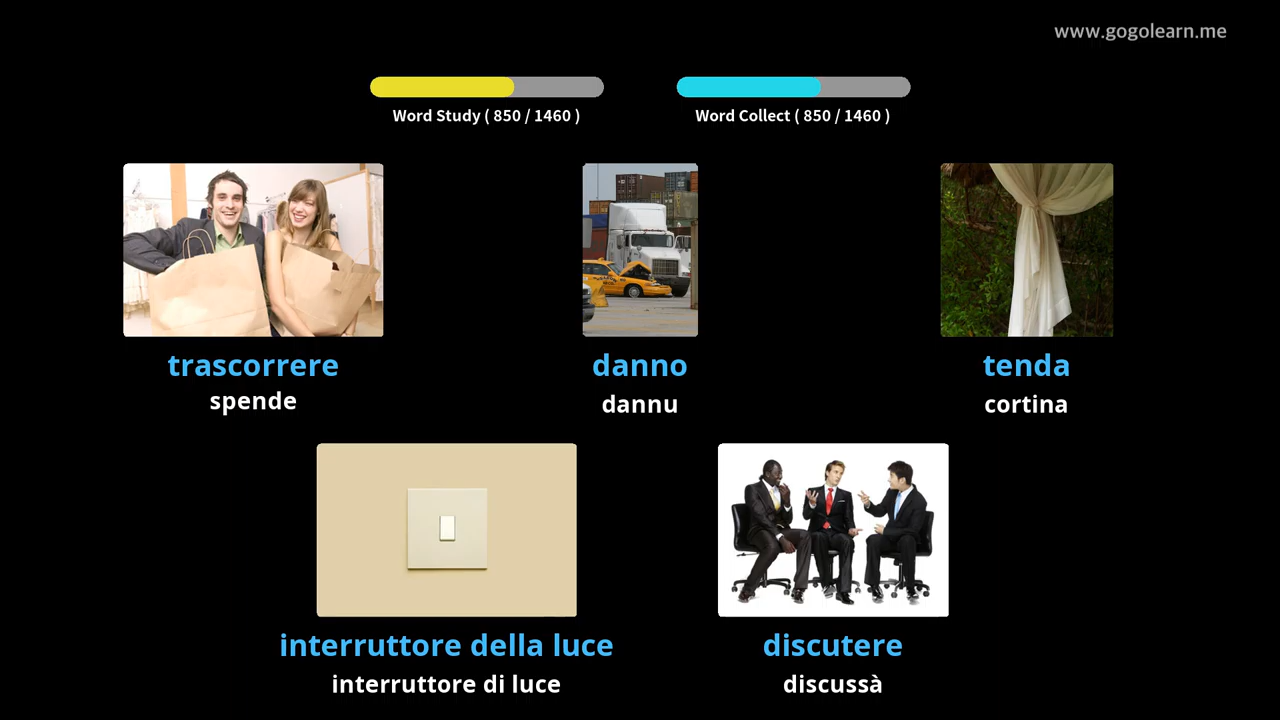 www.gogolearn.me
Word Study ( 850 / 1460 )
Word Collect ( 850 / 1460 )
trascorrere
spende
danno
dannu
tenda
cortina
interruttore della luce
interruttore di luce
discutere
discussà